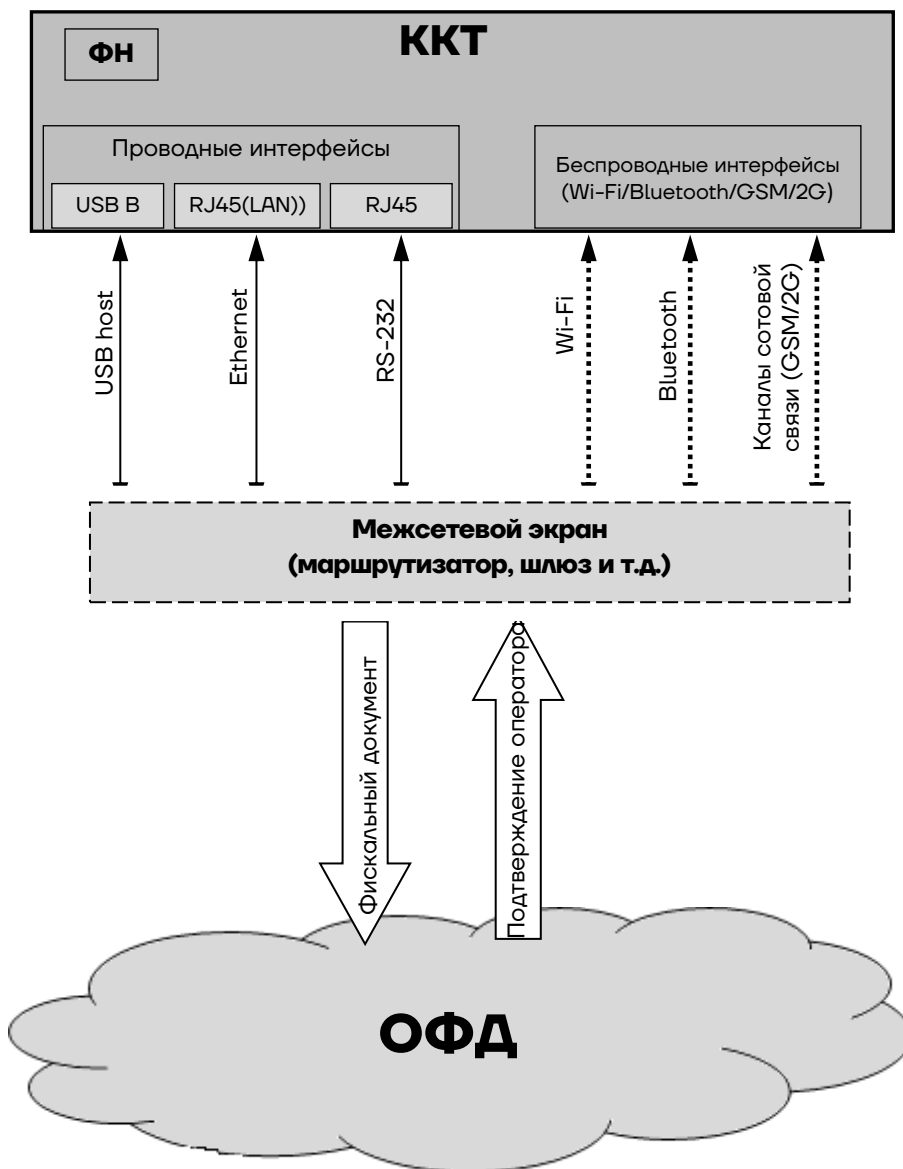 ККТ
ФН
Проводные интерфейсы
USB B
RJ45(LAN))
RJ45
Беспроводные интерфейсы
(Wi-Fi/Bluetooth/GSM/2G)
USB host
Ethernet
RS-232
Wi-Fi
Bluetooth
Каналы сотовой
связи (GSM/2G)
Межсетевой экран
(маршрутизатор, шлюз и т.д.)
Фискальный документ
Подтверждение оператора
ОФД